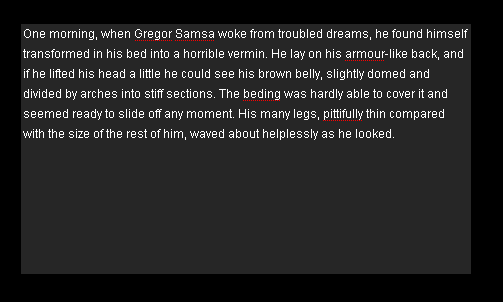 One morning, when Gregor Samsa woke from troubled dreams, he found himself
transformed in his bed into a horrible vermin. He lay on his armour-like back, and
if he lifted his head a little he could see his brown belly, slightly domed and
divided by arches into stiff sections. The beding was hardly able to cover it and
seemed ready to slide off any moment. His many legs, pittifully thin compared
with the size of the rest of him, waved about helplessly as he looked.